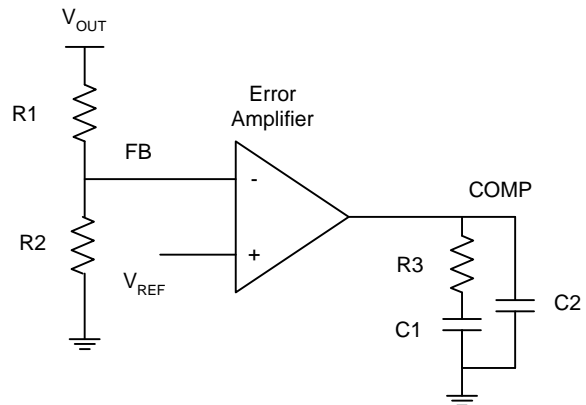 VOUT
R1
Error
Amplifier
FB
-
COMP
R2
+
R3
VREF
C2
C1